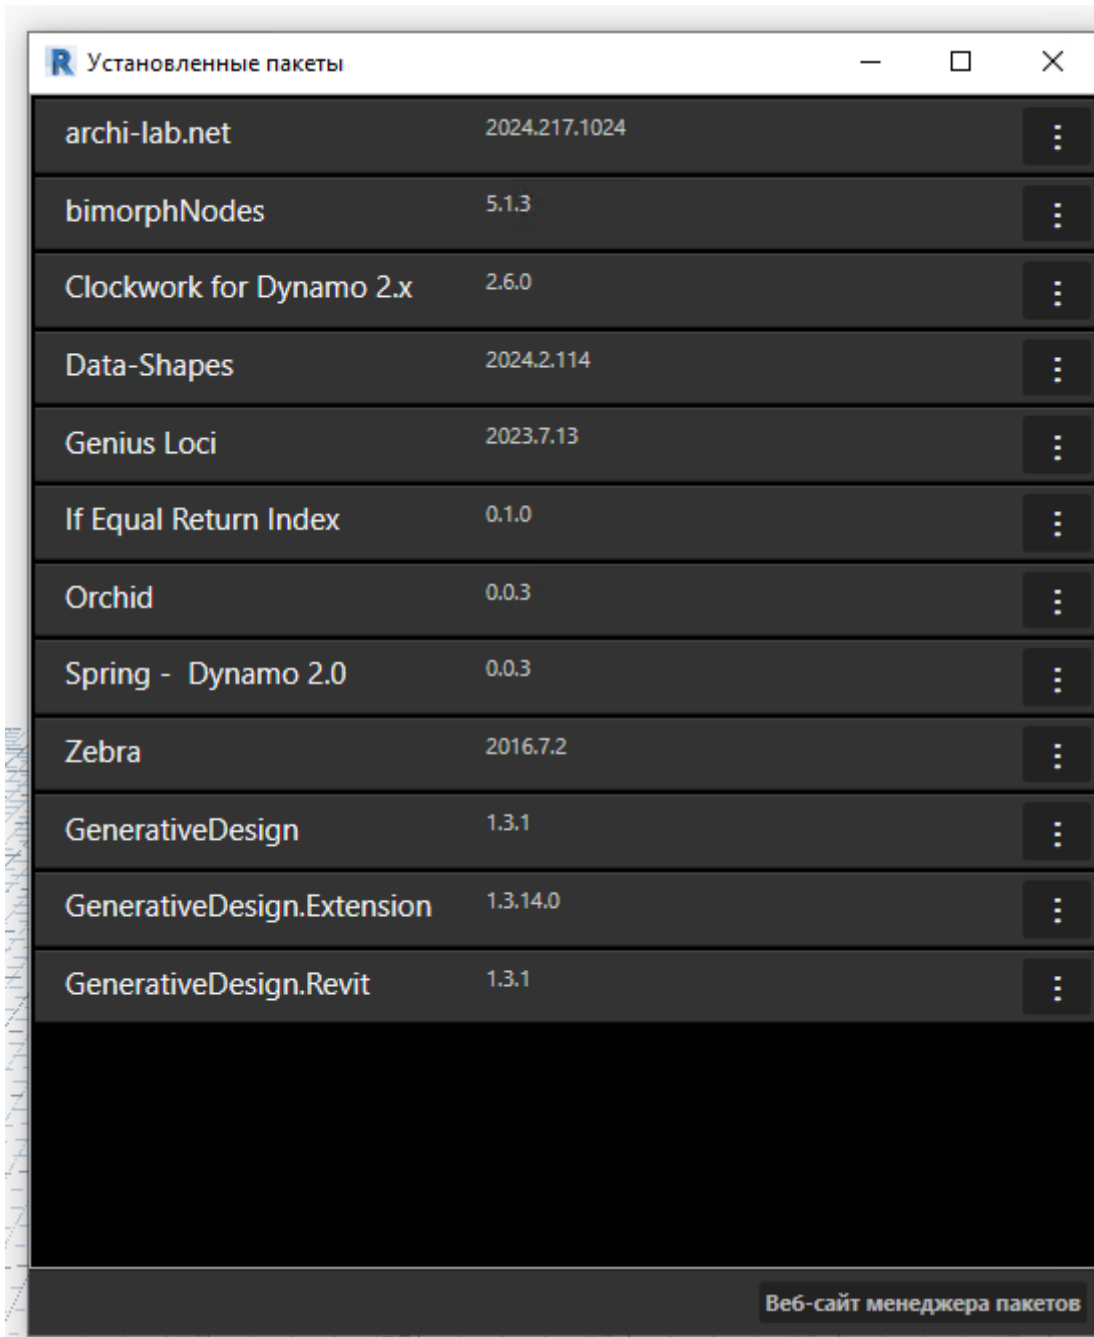 Установленные пакеты
archi-lab.net 2024.217.1024
bimorphNodes 5.1.3
Clockwork for Dynamo 2.x 2.6.0
Data-Shapes 2024.2.114
Genius Loci 2023.7.13
If Equal Return Index 0.1.0
Orchid 0.0.3
Spring - Dynamo 2.0 0.0.3
Zebra 2016.7.2
GenerativeDesign 1.3.1
GenerativeDesign.Extension 1.3.14.0
GenerativeDesign.Revit 1.3.1
Веб-сайт менеджера пакетов